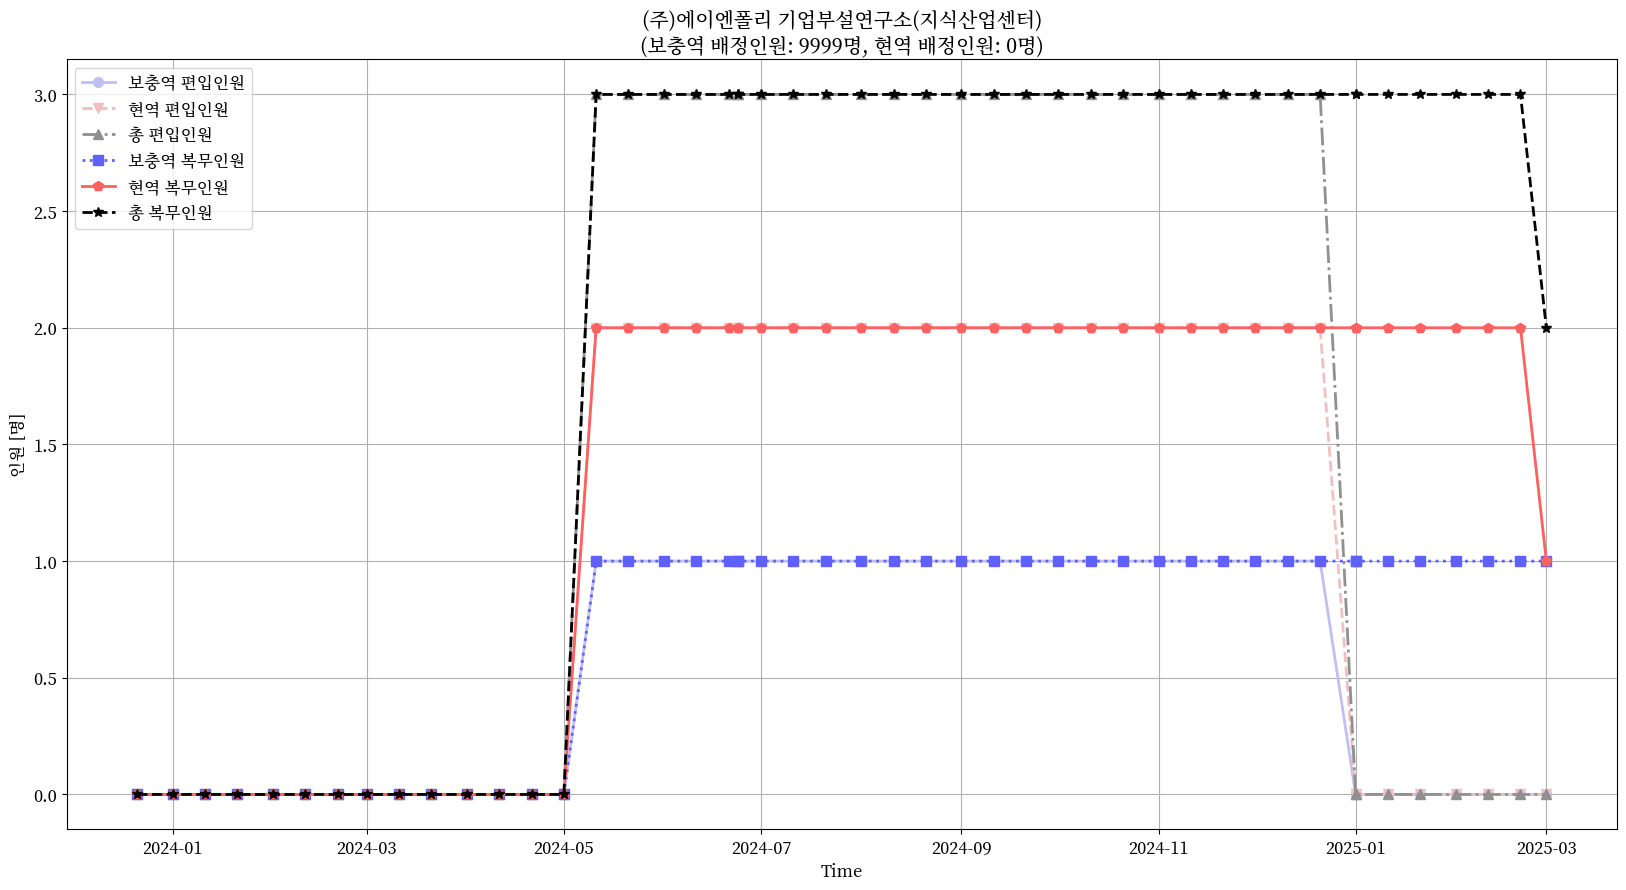 (주)에이엔폴리 기업부설연구소(지식산업센터)
(보충역 배정인원: 9999명, 현역 배정인원: 0명)
보충역 편입인원
현역 편입인원
총 편입인원
보충역 복무인원
현역 복무인원
총 복무인원
인원 [명]
3.0
2.5
2.0
1.5
1.0
0.5
0.0
2024-01
2024-03
2024-05
2024-07
2024-09
2024-11
2025-01
2025-03
Time